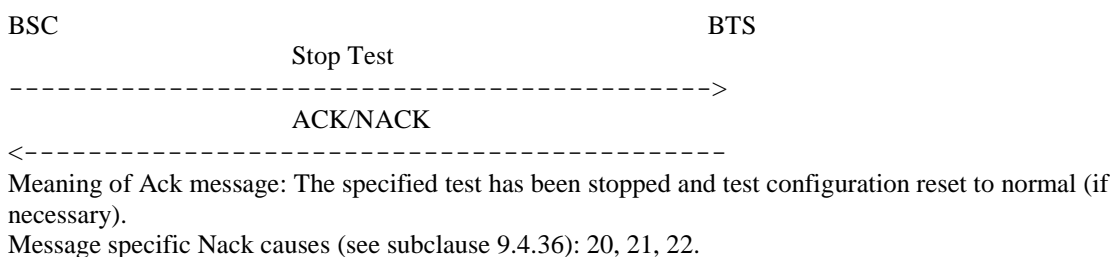 BSC BTS
Stop Test
-------------------------------------------->
ACK/NACK
<--------------------------------------------
Meaning of Ack message: The specified test has been stopped and test configuration reset to normal (if
necessary).
Message specific Nack causes (see subclause 9.4.36): 20, 21, 22.